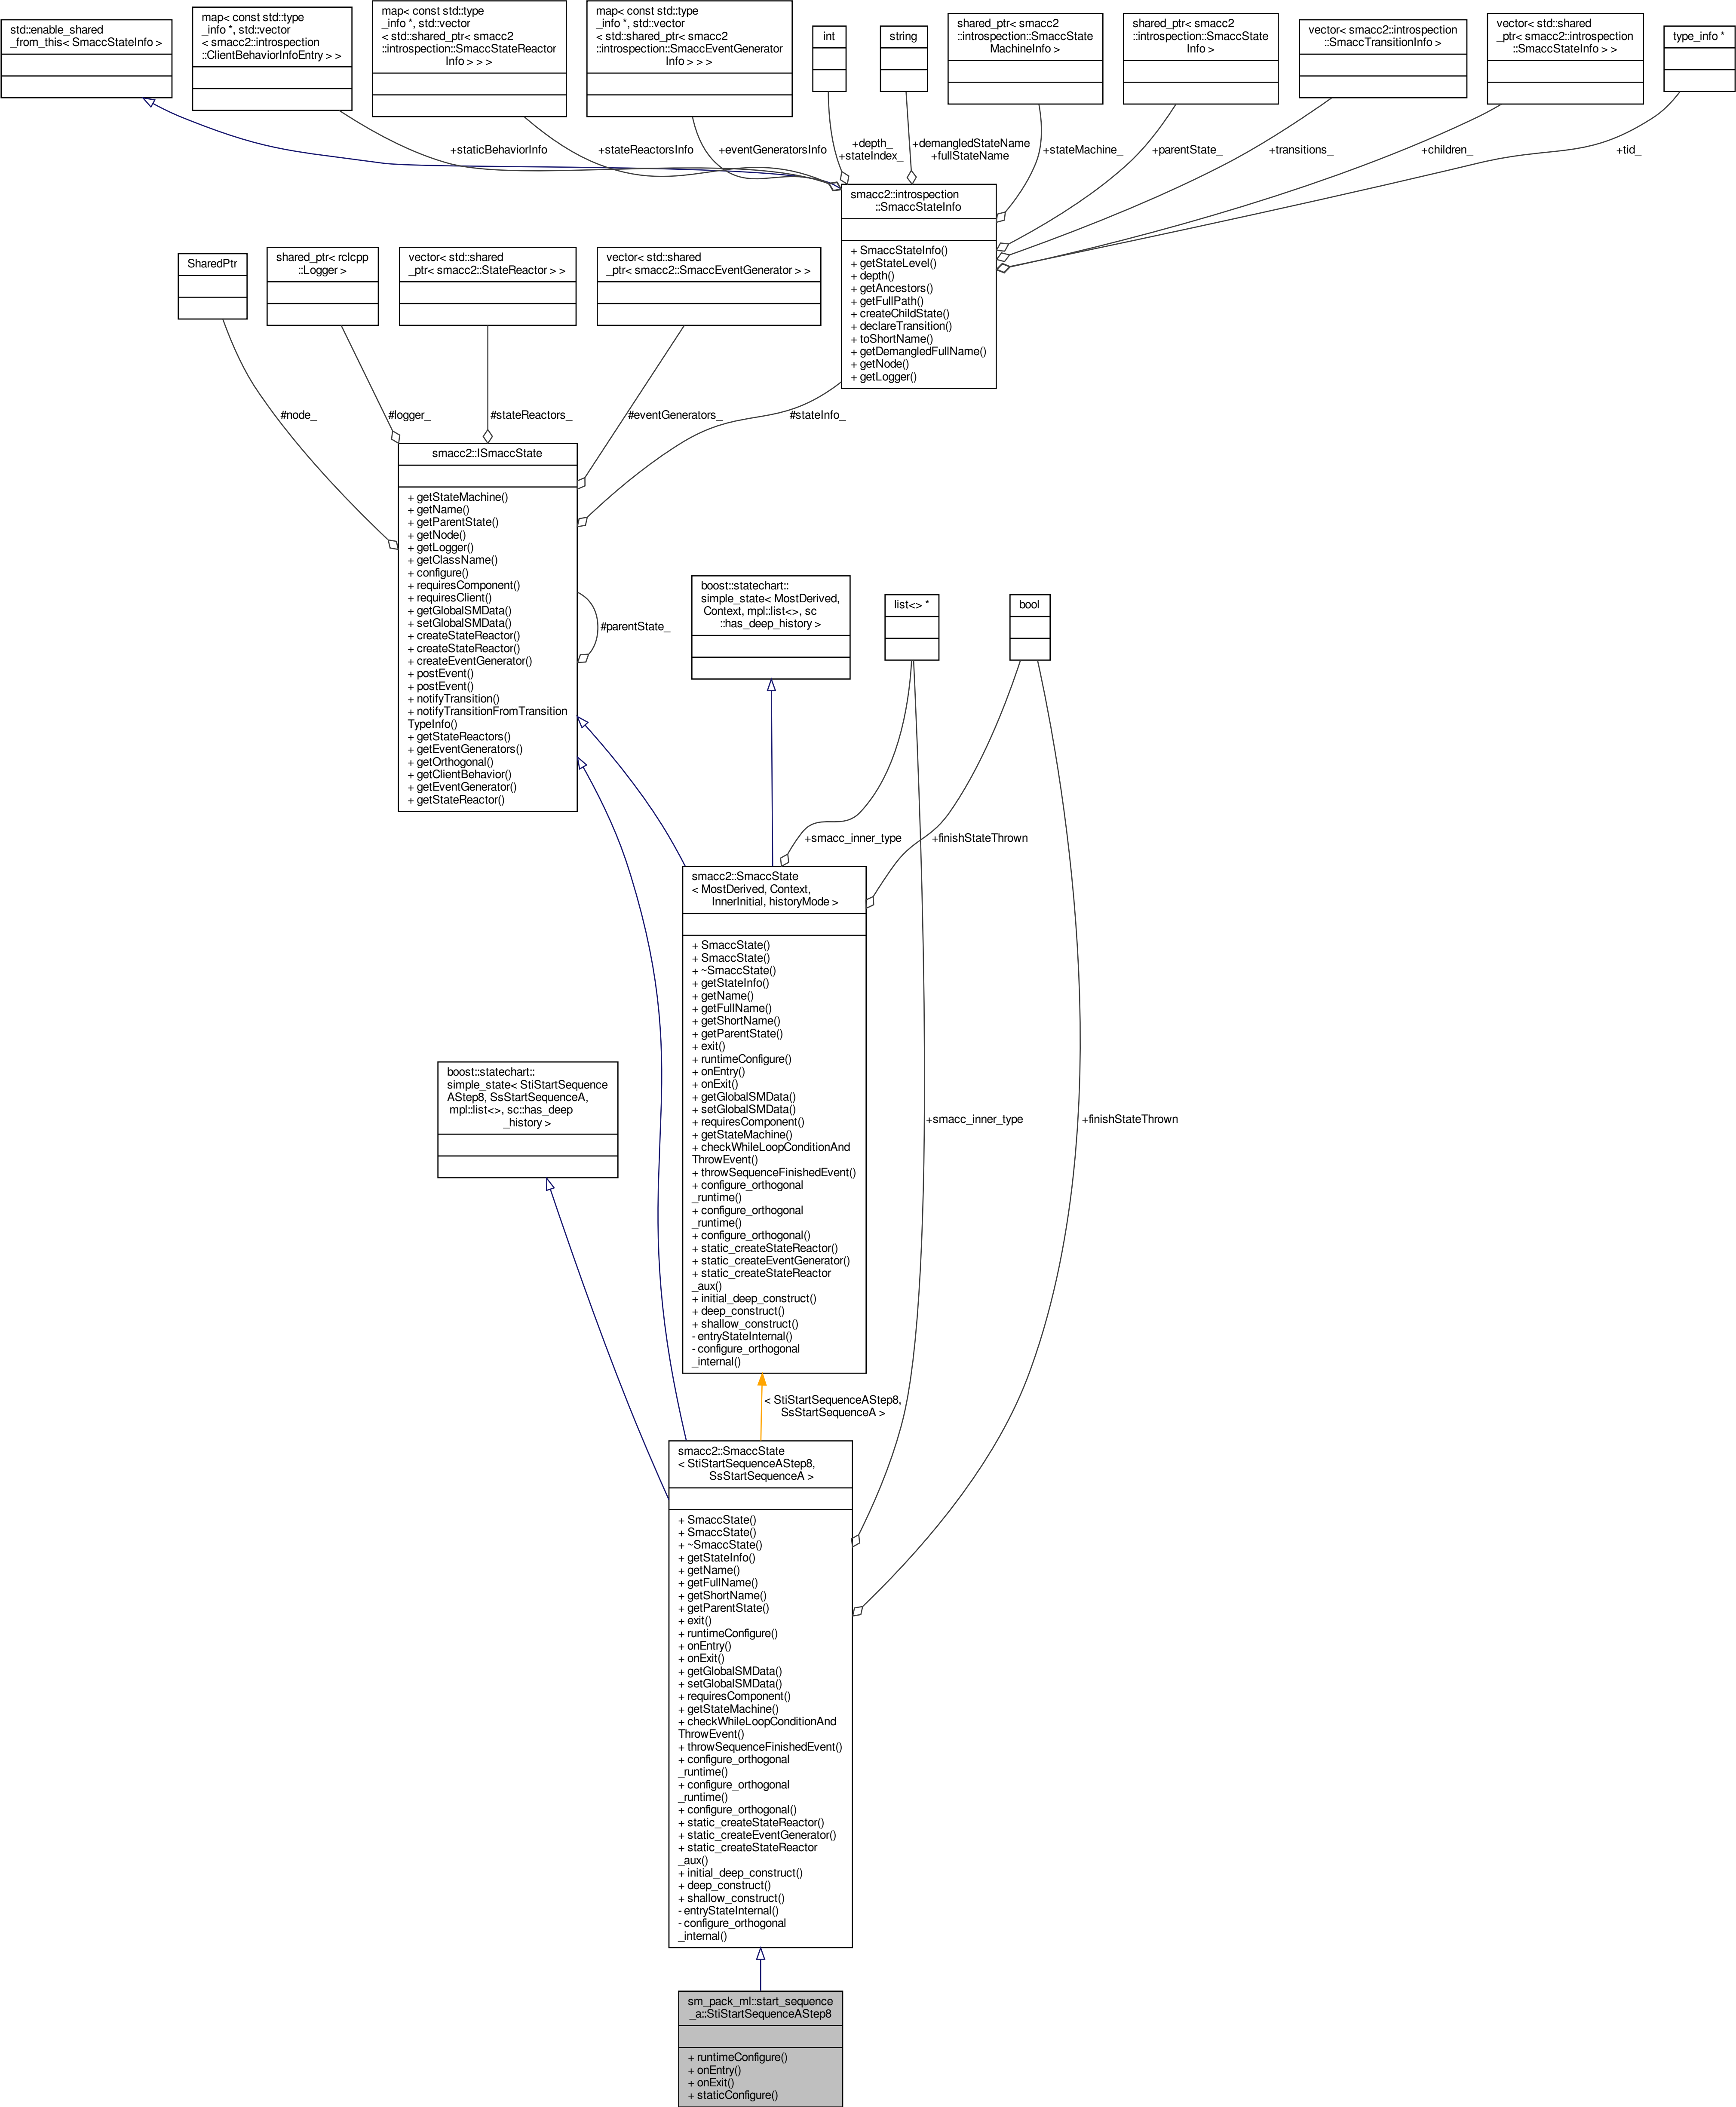 std::enable_shared
_from_this< SmaccStateInfo >
map< const std::type
_info *, std::vector
< smacc2::introspection
::ClientBehaviorInfoEntry > >
map< const std::type
_info *, std::vector
< std::shared_ptr< smacc2
::introspection::SmaccStateReactor
Info > > >
map< const std::type
_info *, std::vector
< std::shared_ptr< smacc2
::introspection::SmaccEventGenerator
Info > > >
int
string
shared_ptr< smacc2
::introspection::SmaccState
MachineInfo >
shared_ptr< smacc2
::introspection::SmaccState
Info >
vector< smacc2::introspection
::SmaccTransitionInfo >
vector< std::shared
_ptr< smacc2::introspection
::SmaccStateInfo > >
type_info *
+staticBehaviorInfo
+stateReactorsInfo
+eventGeneratorsInfo
+depth_
+stateIndex_
+demangledStateName
+fullStateName
+stateMachine_
+parentState_
+transitions_
+children_
+tid_
smacc2::introspection
::SmaccStateInfo
+ SmaccStateInfo()
+ getStateLevel()
+ depth()
+ getAncestors()
+ getFullPath()
+ createChildState()
+ declareTransition()
+ toShortName()
+ getDemangledFullName()
+ getNode()
+ getLogger()
SharedPtr
shared_ptr< rclcpp
::Logger >
vector< std::shared
_ptr< smacc2::StateReactor > >
vector< std::shared
_ptr< smacc2::SmaccEventGenerator > >
#node_
#logger_
#stateReactors_
#eventGenerators_
#stateInfo_
smacc2::ISmaccState
+ getStateMachine()
+ getName()
+ getParentState()
+ getNode()
+ getLogger()
+ getClassName()
+ configure()
+ requiresComponent()
+ requiresClient()
+ getGlobalSMData()
+ setGlobalSMData()
+ createStateReactor()
+ createStateReactor()
+ createEventGenerator()
+ postEvent()
+ postEvent()
+ notifyTransition()
+ notifyTransitionFromTransition
TypeInfo()
+ getStateReactors()
+ getEventGenerators()
+ getOrthogonal()
+ getClientBehavior()
+ getEventGenerator()
+ getStateReactor()
#parentState_
boost::statechart::
simple_state< MostDerived,
Context, mpl::list<>, sc
::has_deep_history >
list<> *
bool
+smacc_inner_type
+finishStateThrown
smacc2::SmaccState
< MostDerived, Context,
InnerInitial, historyMode >
+ SmaccState()
+ SmaccState()
+ ~SmaccState()
+ getStateInfo()
+ getName()
+ getFullName()
+ getShortName()
+ getParentState()
+ exit()
+ runtimeConfigure()
+ onEntry()
+ onExit()
+ getGlobalSMData()
+ setGlobalSMData()
+ requiresComponent()
+ getStateMachine()
+ checkWhileLoopConditionAnd
ThrowEvent()
+ throwSequenceFinishedEvent()
+ configure_orthogonal
_runtime()
+ configure_orthogonal
_runtime()
+ configure_orthogonal()
+ static_createStateReactor()
+ static_createEventGenerator()
+ static_createStateReactor
_aux()
+ initial_deep_construct()
+ deep_construct()
+ shallow_construct()
- entryStateInternal()
- configure_orthogonal
_internal()
boost::statechart::
simple_state< StiStartSequence
AStep8, SsStartSequenceA,
mpl::list<>, sc::has_deep
_history >
+smacc_inner_type
+finishStateThrown
< StiStartSequenceAStep8,
SsStartSequenceA >
smacc2::SmaccState
< StiStartSequenceAStep8,
SsStartSequenceA >
+ SmaccState()
+ SmaccState()
+ ~SmaccState()
+ getStateInfo()
+ getName()
+ getFullName()
+ getShortName()
+ getParentState()
+ exit()
+ runtimeConfigure()
+ onEntry()
+ onExit()
+ getGlobalSMData()
+ setGlobalSMData()
+ requiresComponent()
+ getStateMachine()
+ checkWhileLoopConditionAnd
ThrowEvent()
+ throwSequenceFinishedEvent()
+ configure_orthogonal
_runtime()
+ configure_orthogonal
_runtime()
+ configure_orthogonal()
+ static_createStateReactor()
+ static_createEventGenerator()
+ static_createStateReactor
_aux()
+ initial_deep_construct()
+ deep_construct()
+ shallow_construct()
- entryStateInternal()
- configure_orthogonal
_internal()
sm_pack_ml::start_sequence
_a::StiStartSequenceAStep8
+ runtimeConfigure()
+ onEntry()
+ onExit()
+ staticConfigure()